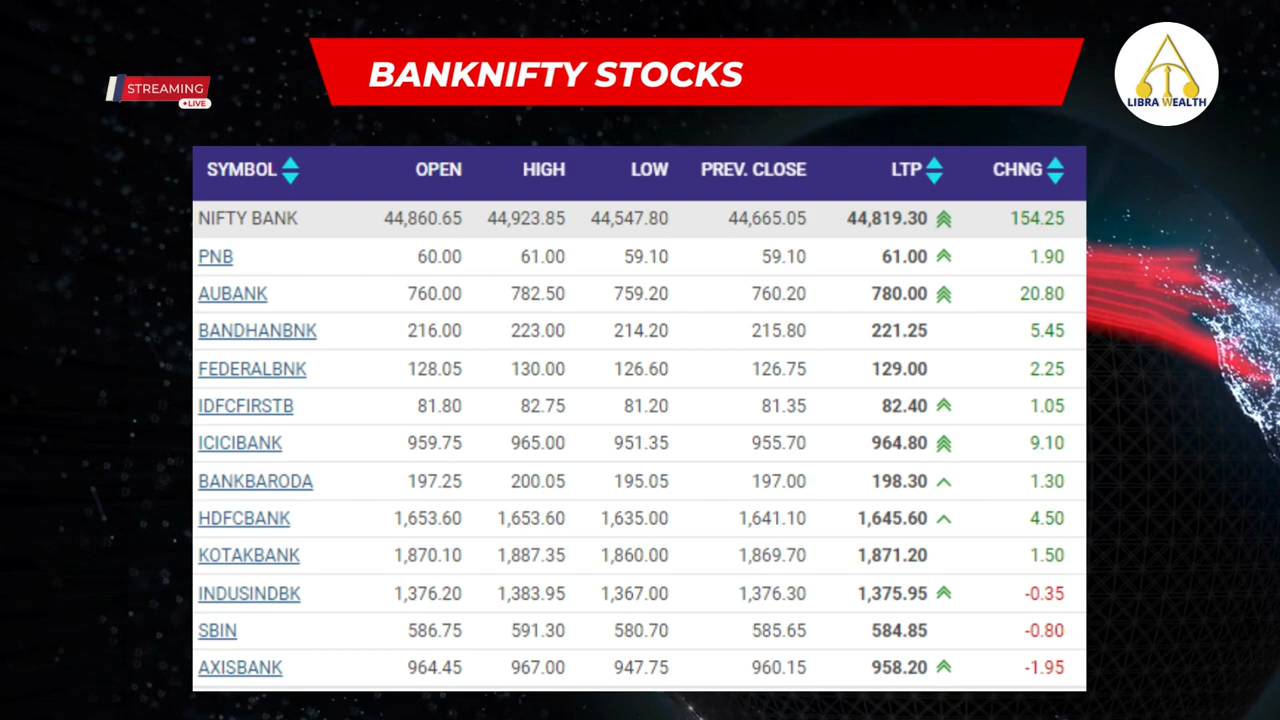 BANKNIFTY STOCKS
STREAMING
LIVE
LIBRA WEALTH
SYMBOL OPEN HIGH LOW PREV. CLOSE LTP CHNG
NIFTY BANK 44,860.65 44,923.85 44,547.80 44,665.05 44,819.30 154.25
PNB 60.00 61.00 59.10 59.10 61.00 1.90
AUBANK 760.00 782.50 759.20 760.20 780.00 20.80
BANDHANBNK 216.00 223.00 214.20 215.80 221.25 5.45
FEDERALBNK 128.05 130.00 126.60 126.75 129.00 2.25
IDFCFIRSTB 81.80 82.75 81.20 81.35 82.40 1.05
ICICIBANK 959.75 965.00 951.35 955.70 964.80 9.10
BANKBARODA 197.25 200.05 195.05 197.00 198.30 1.30
HDFCBANK 1,653.60 1,653.60 1,635.00 1,641.10 1,645.60 4.50
KOTAKBANK 1,870.10 1,887.35 1,860.00 1,869.70 1,871.20 1.50
INDUSINDBK 1,376.20 1,383.95 1,367.00 1,376.30 1,375.95 -0.35
SBIN 586.75 591.30 580.70 585.65 584.85 -0.80
AXISBANK 964.45 967.00 947.75 960.15 958.20 -1.95